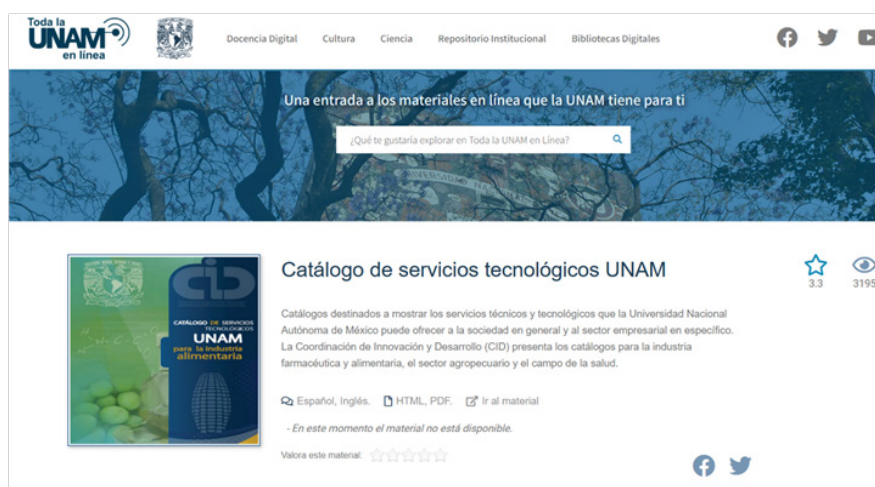 Toda la
UNAM
en línea
Docencia Digital
Cultura
Ciencia
Repositorio Institucional
Bibliotecas Digitales
Una entrada a los materiales en línea que la UNAM tiene para ti
¿Qué te gustaría explorar en Toda la UNAM en Línea?
CID
CATÁLOGO DE SERVICIOS
TECNOLÓGICOS
UNAM
para la industria
alimentaria
Catálogo de servicios tecnológicos UNAM
3.3
3195
Catálogos destinados a mostrar los servicios técnicos y tecnológicos que la Universidad Nacional
Autónoma de México puede ofrecer a la sociedad en general y al sector empresarial en específico.
La Coordinación de Innovación y Desarrollo (CID) presenta los catálogos para la industria
farmacéutica y alimentaria, el sector agropecuario y el campo de la salud.
Español, Inglés.
HTML, PDF.
Ir al material
- En este momento el material no está disponible.
Valora este material: